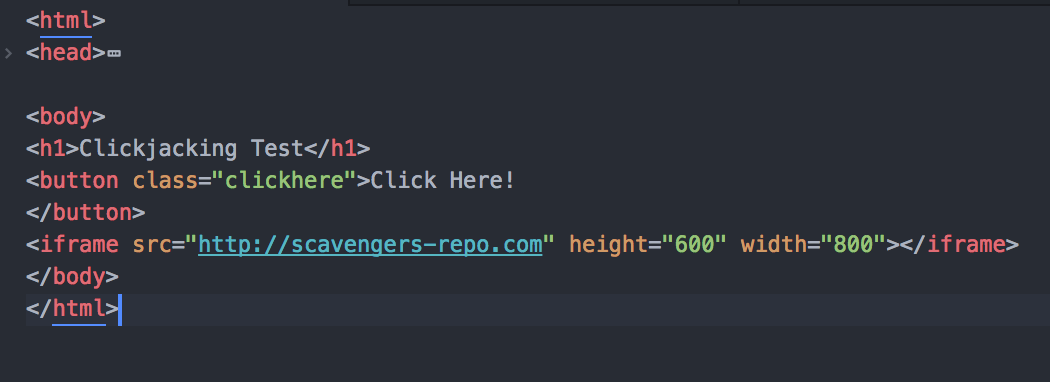 <html>
<head>
<body>
<h1>Clickjacking Test</h1>
<button class="clickhere">Click Here!
</button>
<iframe src="http://scavengers-repo.com" height="600" width="800"></iframe>
</body>
</html>